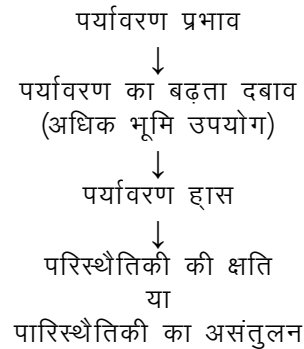 पर्यावरण प्रभाव
↓
पर्यावरण का बढ़ता दबाव
(अधिक भूमि उपयोग)
↓
पर्यावरण ह्रास
↓
परिस्थैतिकी की क्षति
या
पारिस्थैतिकी का असंतुलन